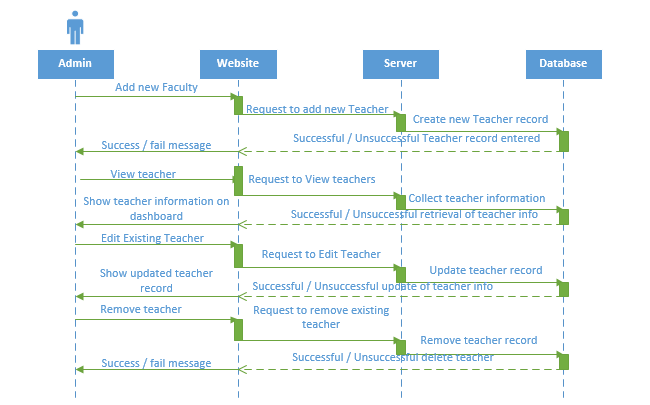 Admin
Website
Server
Database
Add new Faculty
Request to add new Teacher
Create new Teacher record
Successful / Unsuccessful Teacher record entered
Success / fail message
View teacher
Request to View teachers
Collect teacher information
Show teacher information on
dashboard
Successful / Unsuccessful retrieval of teacher info
Edit Existing Teacher
Request to Edit Teacher
Update teacher record
Show updated teacher
record
Successful / Unsuccessful update of teacher info
Remove teacher
Request to remove existing
teacher
Remove teacher record
Successful / Unsuccessful delete teacher
Success / fail message